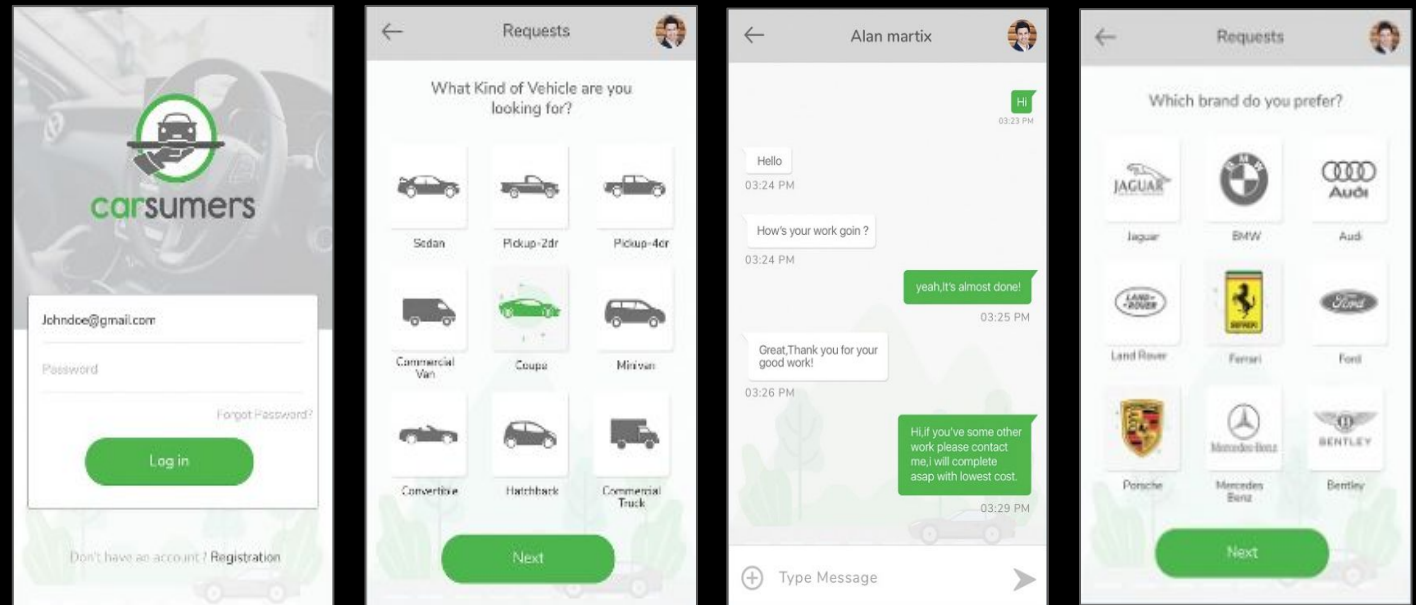 carsumers
Johndoe@gmail.com
Password
Forgot Password?
Log in
Don't have an account? Registration
Requests
What Kind of Vehicle are you
looking for?
Sedan
Pickup-2dr
Pickup-4dr
Commercial
Van
Coupe
Minivan
Convertible
Hatchback
Commercial
Truck
Next
Alan martix
Hi
03:23 PM
Hello
03:24 PM
How's your work goin ?
03:24 PM
yeah,It's almost done!
03:25 PM
Great,Thank you for your
good work!
03:26 PM
Hi,if you've some other
work please contact
me,i will complete
asap with lowest cost.
03:29 PM
Type Message
Requests
Which brand do you prefer?
JAGUAR
Jaguar
BMW
BMW
Audi
Audi
LAND-
ROVER
Land Rover
Ferrari
Ferrari
Ford
Ford
Porsche
Mercedes-Benz
Mercedes
Benz
BENTLEY
Bentley
Next